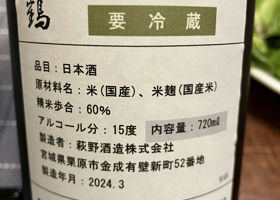 鶴
要冷蔵
品目：日本酒
原材料名：米(国産)、米麹(国産米)
精米歩合：60%
アルコール分：15度 内容量：720mℓ
製造者：萩野酒造株式会社
宮城県栗原市金成有壁新町52番地
製造年月：2024.3